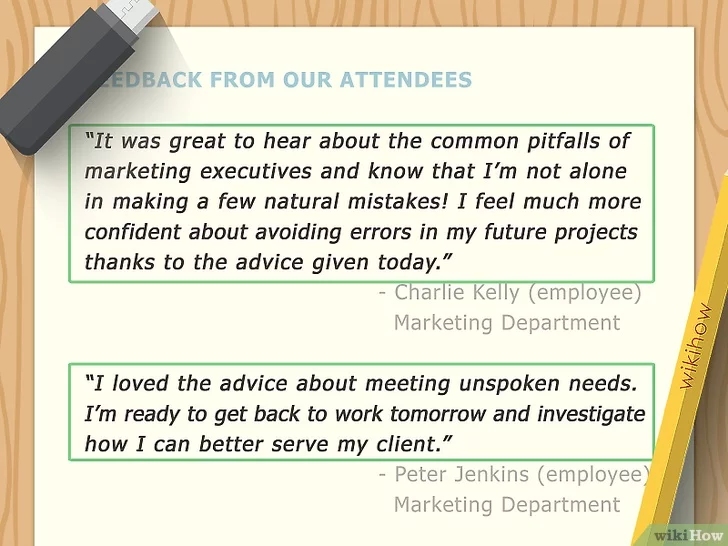 FEEDBACK FROM OUR ATTENDEES
“It was great to hear about the common pitfalls of
marketing executives and know that I’m not alone
in making a few natural mistakes! I feel much more
confident about avoiding errors in my future projects
thanks to the advice given today.”
- Charlie Kelly (employee)
Marketing Department
“I loved the advice about meeting unspoken needs.
I’m ready to get back to work tomorrow and investigate
how I can better serve my client.”
- Peter Jenkins (employee)
Marketing Department
wikihow
wikiHow